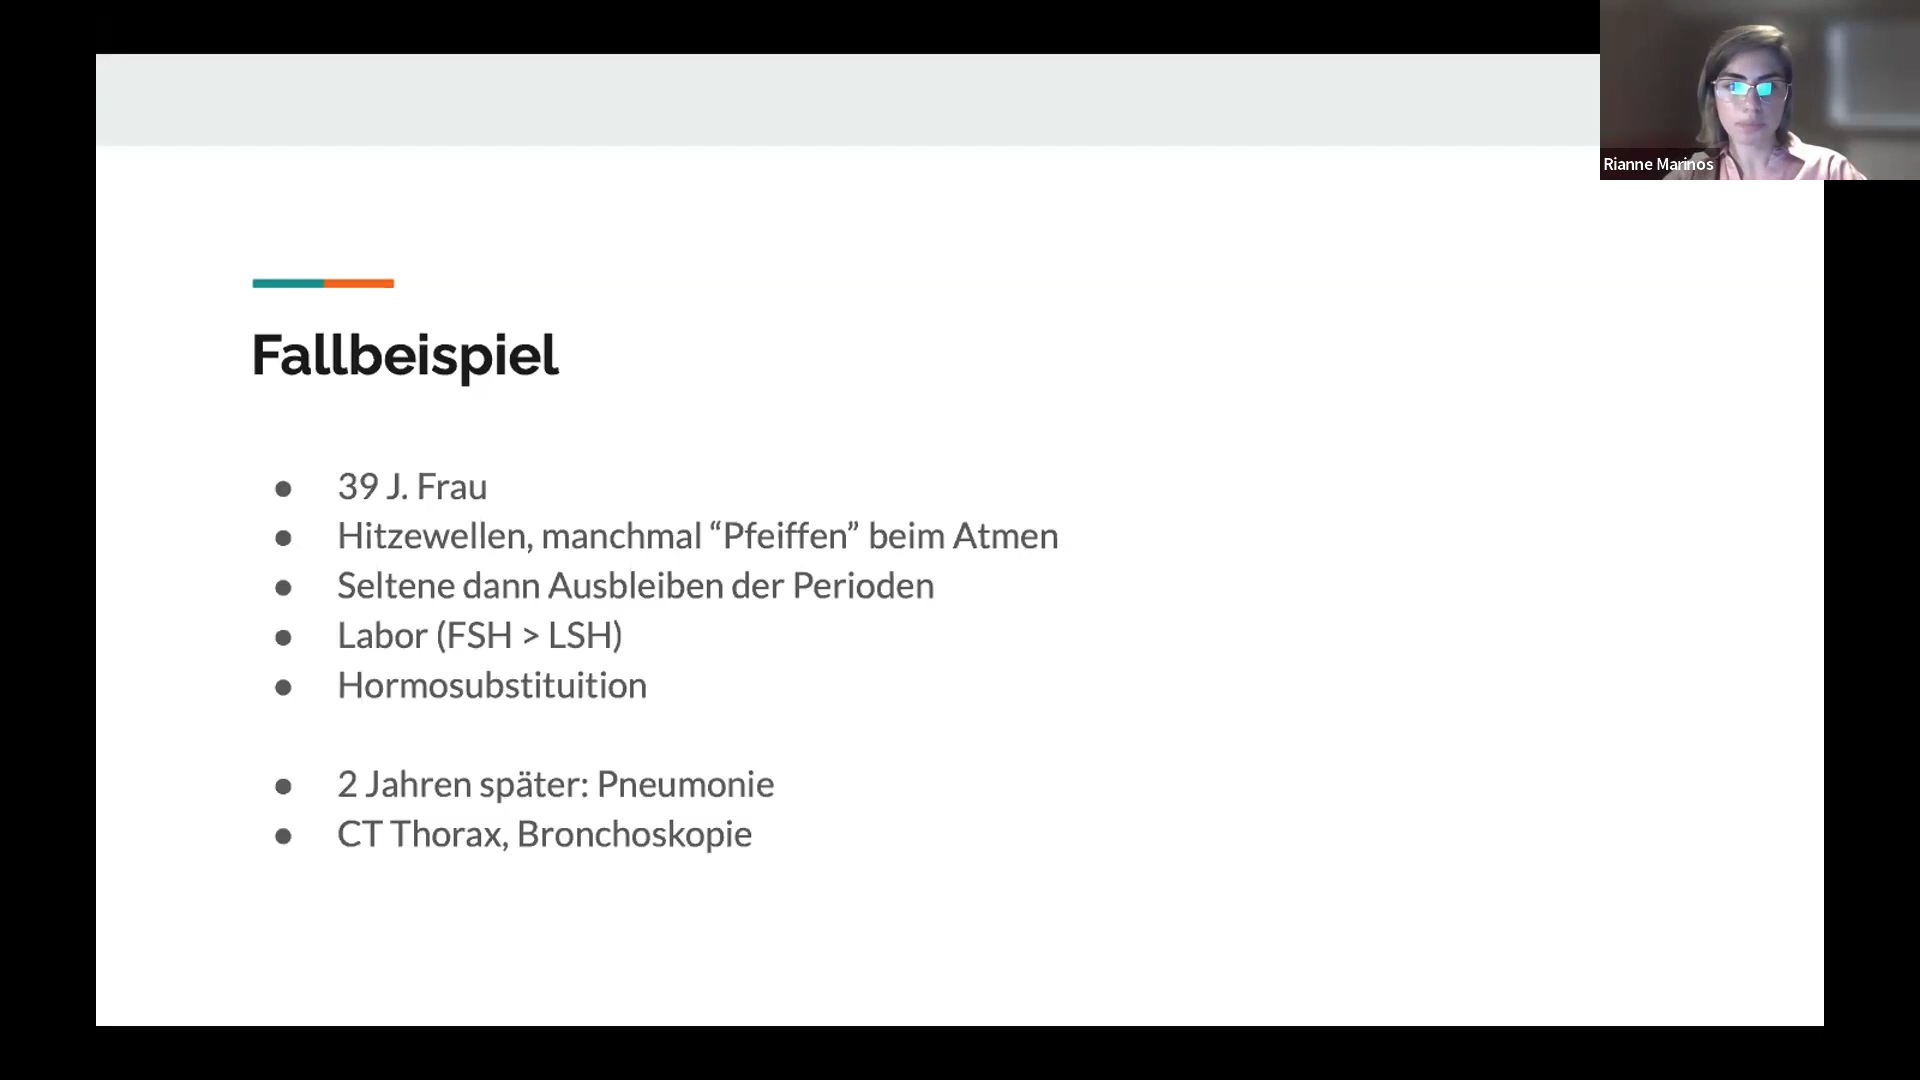 Rianne Marinos
Fallbeispiel
● 39 J. Frau
● Hitzewellen, manchmal “Pfeiffen” beim Atmen
● Seltene dann Ausbleiben der Perioden
● Labor (FSH > LSH)
● Hormosubstituition
● 2 Jahren später: Pneumonie
● CT Thorax, Bronchoskopie